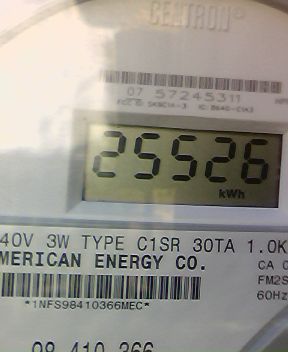 CENTRON®
07 57245311
25526
kWh
40V 3W TYPE C1SR 30TA 1.0K
MERICAN ENERGY CO.
CA 0
FM2S
60Hz
*1NFS98410366MEC*
98 410 366